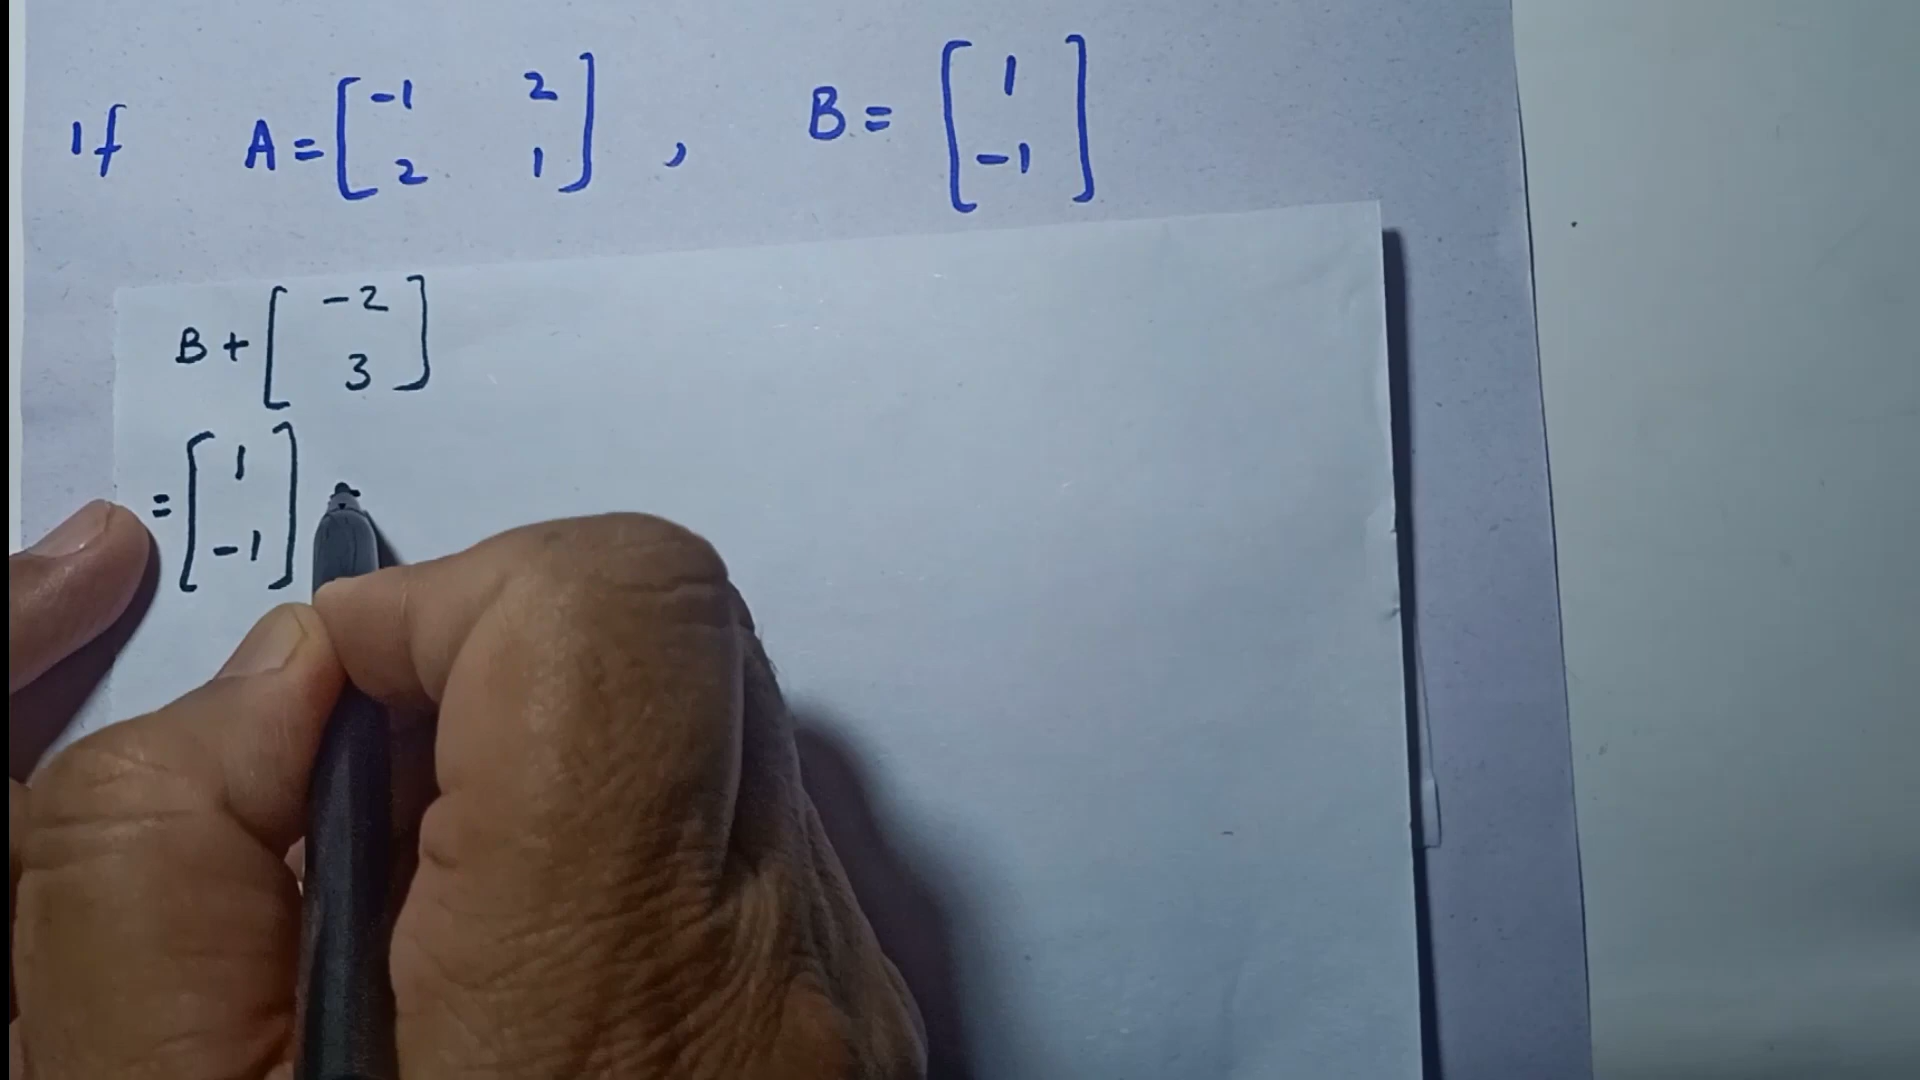 If A = [ -1 2 ] , B = [ 1 ]
[ 2 1 ] [ -1 ]
B + [ -2 ]
[ 3 ]
= [ 1 ]
[ -1 ]